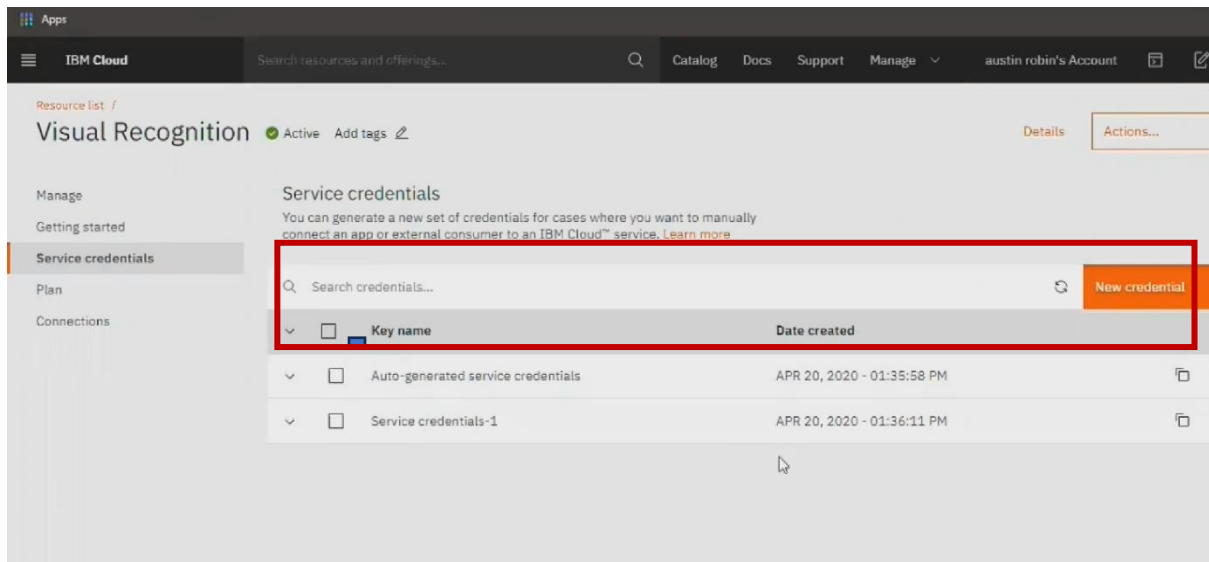 Apps
IBM Cloud
Search resources and offerings...
Catalog
Docs
Support
Manage
austin robin's Account
Resource list /
Visual Recognition
Active
Add tags
Details
Actions...
Manage
Getting started
Service credentials
Plan
Connections
Service credentials
You can generate a new set of credentials for cases where you want to manually
connect an app or external consumer to an IBM Cloud™ service. Learn more
Search credentials...
New credential
Key name
Date created
Auto-generated service credentials
APR 20, 2020 - 01:35:58 PM
Service credentials-1
APR 20, 2020 - 01:36:11 PM